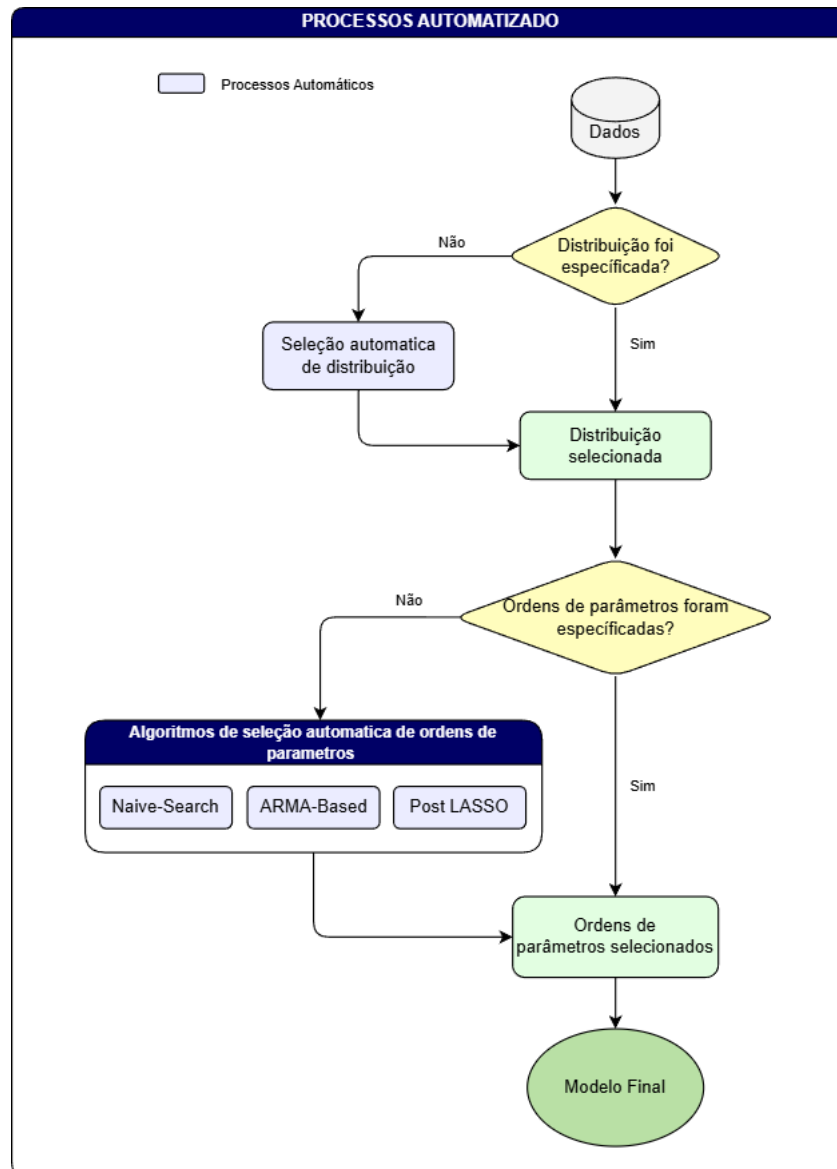 PROCESSOS AUTOMATIZADO
Processos Automáticos
Dados
Distribuição foi
específicada?
Não
Sim
Seleção automatica
de distribuição
Distribuição
selecionada
Ordens de parâmetros foram
específicadas?
Não
Sim
Algoritmos de seleção automatica de ordens de
parametros
Naive-Search
ARMA-Based
Post LASSO
Ordens de
parâmetros selecionados
Modelo Final